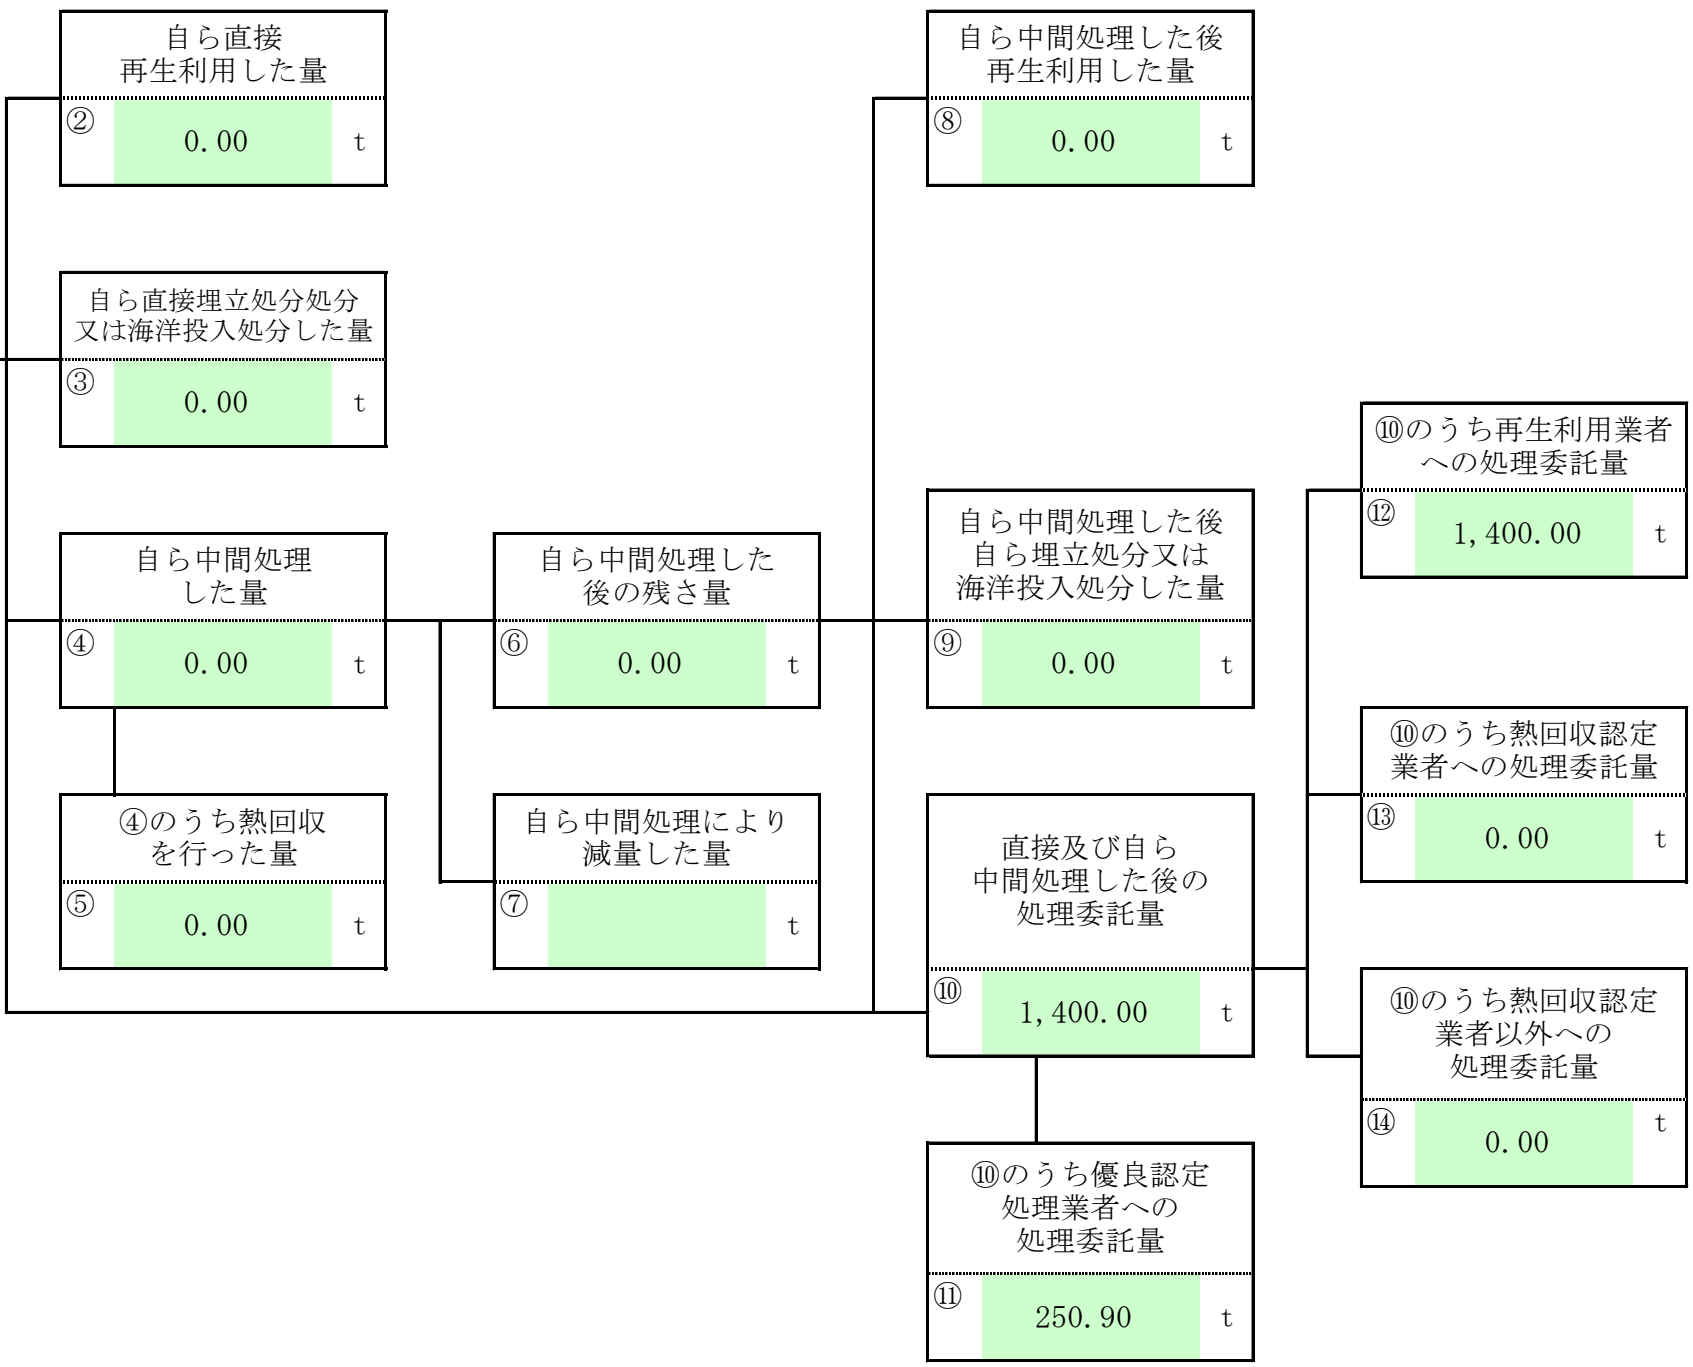 自ら直接
再生利用した量
②
0.00
t
自ら中間処理した後
再生利用した量
⑧
0.00
t
自ら直接埋立処分処分
又は海洋投入処分した量
③
0.00
t
⑩のうち再生利用業者
への処理委託量
⑫
1,400.00
t
自ら中間処理
した量
④
0.00
t
自ら中間処理した
後の残さ量
⑥
0.00
t
自ら中間処理した後
自ら埋立処分又は
海洋投入処分した量
⑨
0.00
t
⑩のうち熱回収認定
業者への処理委託量
⑬
0.00
t
④のうち熱回収
を行った量
⑤
0.00
t
自ら中間処理により
減量した量
⑦
t
直接及び自ら
中間処理した後の
処理委託量
⑩
1,400.00
t
⑩のうち熱回収認定
業者以外への
処理委託量
⑭
0.00
t
⑩のうち優良認定
処理業者への
処理委託量
⑪
250.90
t